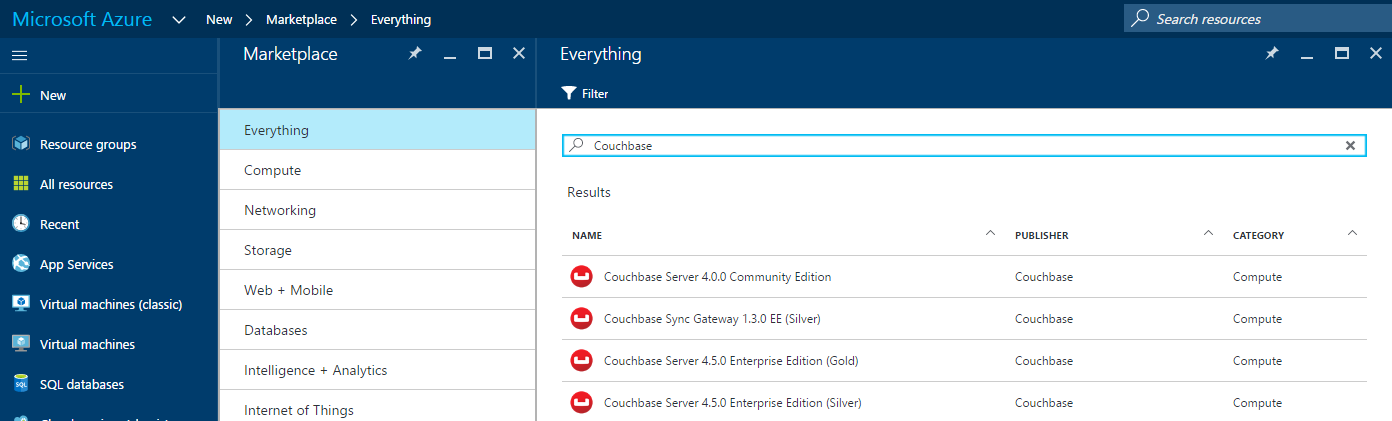 Microsoft Azure New Marketplace Everything Search resources
New
Resource groups
All resources
Recent
App Services
Virtual machines (classic)
Virtual machines
SQL databases
Marketplace
Everything
Compute
Networking
Storage
Web + Mobile
Databases
Intelligence + Analytics
Internet of Things
Everything
Filter
Couchbase
Results
NAME PUBLISHER CATEGORY
Couchbase Server 4.0.0 Community Edition Couchbase Compute
Couchbase Sync Gateway 1.3.0 EE (Silver) Couchbase Compute
Couchbase Server 4.5.0 Enterprise Edition (Gold) Couchbase Compute
Couchbase Server 4.5.0 Enterprise Edition (Silver) Couchbase Compute